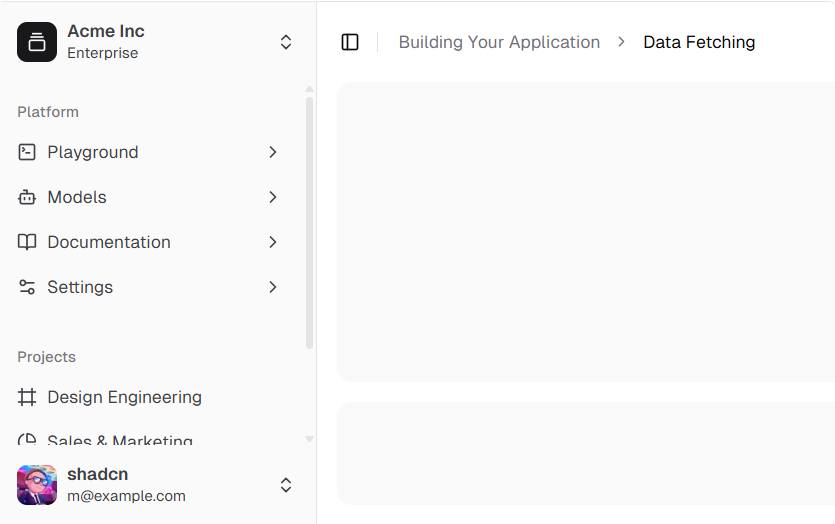 Acme Inc
Enterprise
Building Your Application > Data Fetching
Platform
Playground
Models
Documentation
Settings
Projects
Design Engineering
Sales & Marketing
shadcn
m@example.com